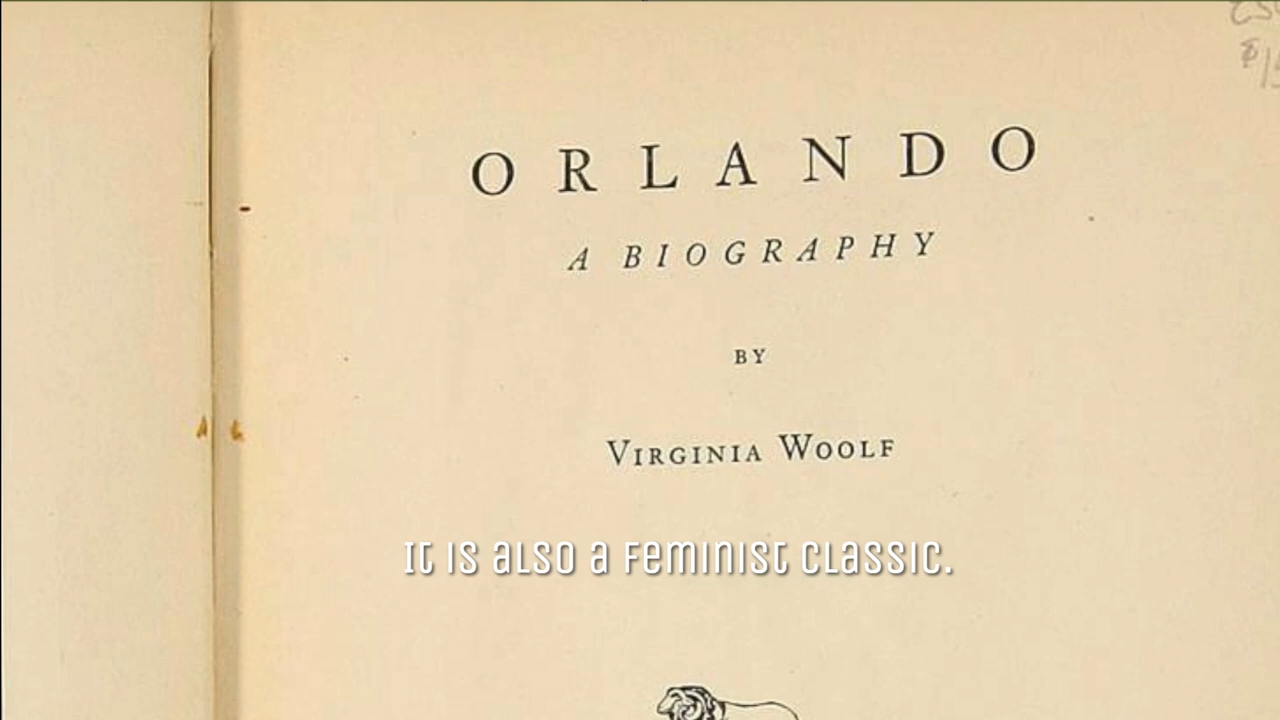 ORLANDO
A BIOGRAPHY
BY
VIRGINIA WOOLF
It is also a feminist classic.